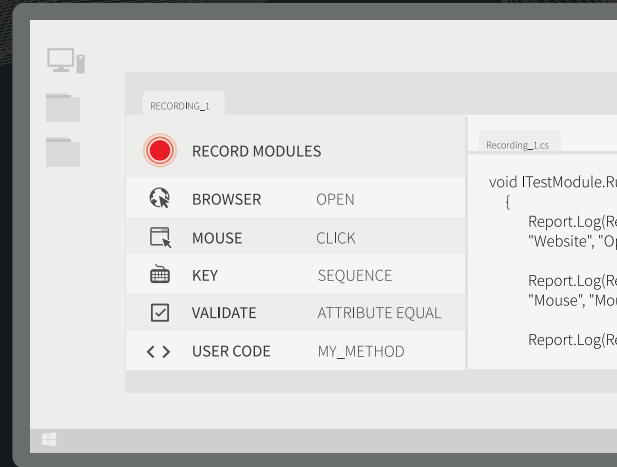 RECORDING_1
RECORD MODULES
BROWSER OPEN
MOUSE CLICK
KEY SEQUENCE
VALIDATE ATTRIBUTE EQUAL
USER CODE MY_METHOD
Recording_1.cs
void ITestModule.Ru
{
Report.Log(Re
"Website", "Op
Report.Log(Re
"Mouse", "Mou
Report.Log(Re